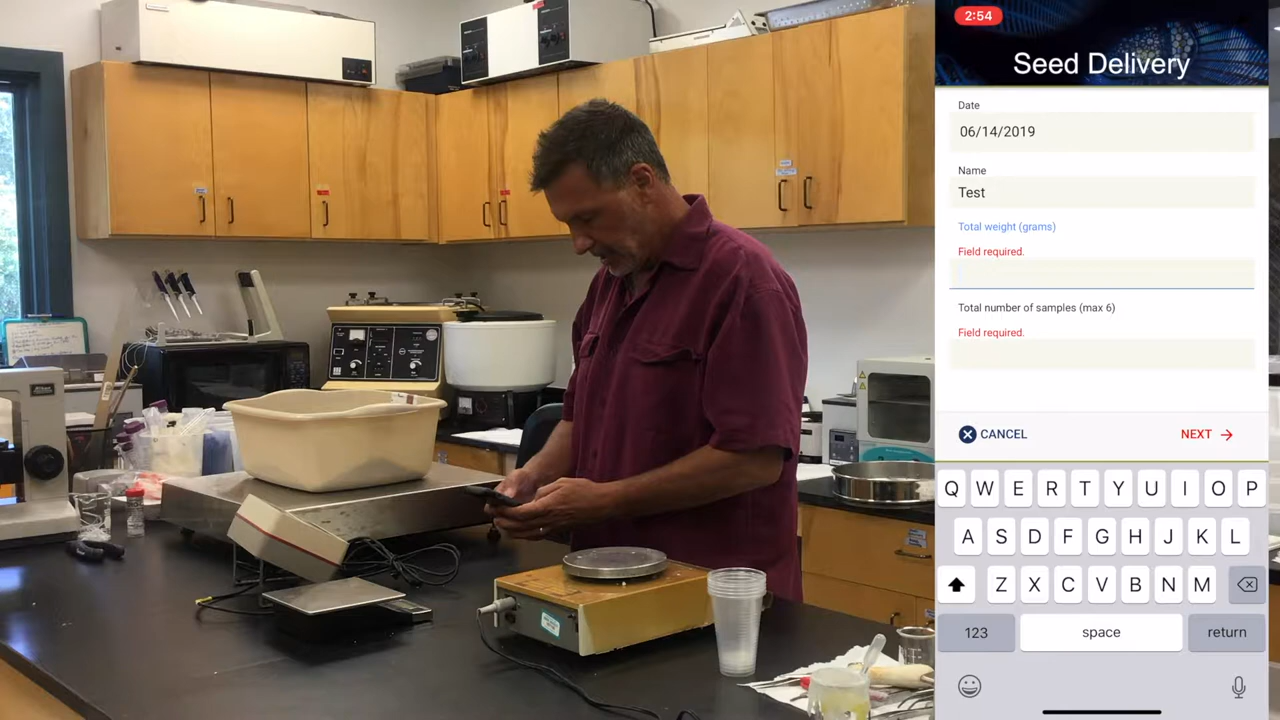 2:54
Seed Delivery
Date
06/14/2019
Name
Test
Total weight (grams)
Field required.
Total number of samples (max 6)
Field required.
CANCEL
NEXT
Q W E R T Y U I O P
A S D F G H J K L
Z X C V B N M
123
space
return